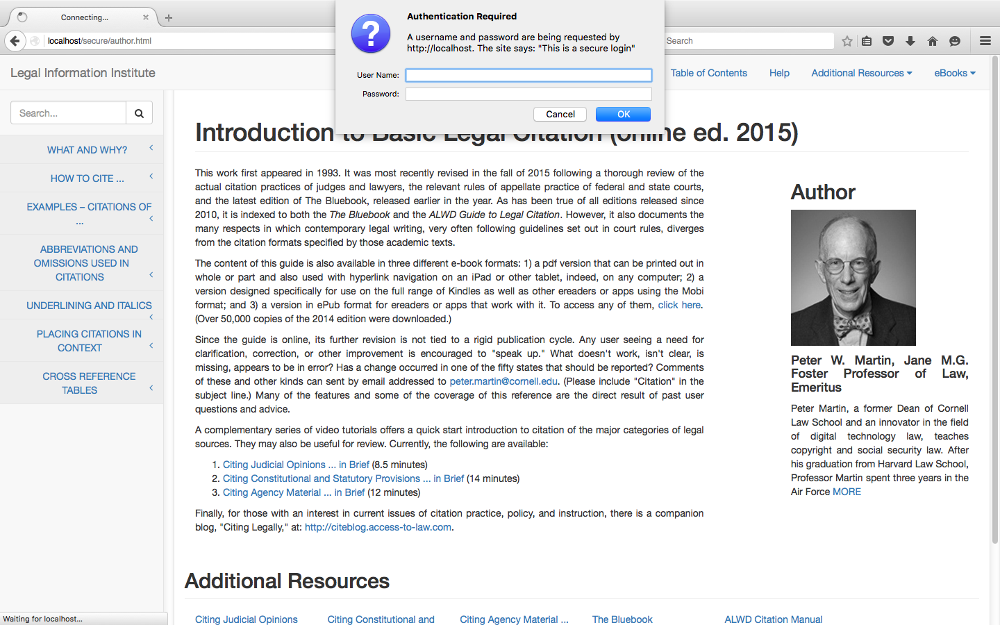 Connecting...
localhost/secure/author.html
Search
Authentication Required
A username and password are being requested by
http://localhost. The site says: "This is a secure login"
User Name:
Password:
Cancel
OK
Legal Information Institute
Table of Contents
Help
Additional Resources
eBooks
Search...
WHAT AND WHY?
HOW TO CITE ...
EXAMPLES – CITATIONS OF
...
ABBREVIATIONS AND
OMISSIONS USED IN
CITATIONS
UNDERLINING AND ITALICS
PLACING CITATIONS IN
CONTEXT
CROSS REFERENCE
TABLES
Introduction to Basic Legal Citation (online ed. 2015)
This work first appeared in 1993. It was most recently revised in the fall of 2015 following a thorough review of the
actual citation practices of judges and lawyers, the relevant rules of appellate practice of federal and state courts,
and the latest edition of The Bluebook, released earlier in the year. As has been true of all editions released since
2010, it is indexed to both the The Bluebook and the ALWD Guide to Legal Citation. However, it also documents the
many respects in which contemporary legal writing, very often following guidelines set out in court rules, diverges
from the citation formats specified by those academic texts.
The content of this guide is also available in three different e-book formats: 1) a pdf version that can be printed out in
whole or part and also used with hyperlink navigation on an iPad or other tablet, indeed, on any computer; 2) a
version designed specifically for use on the full range of Kindles as well as other ereaders or apps using the Mobi
format; and 3) a version in ePub format for ereaders or apps that work with it. To access any of them, click here.
(Over 50,000 copies of the 2014 edition were downloaded.)
Since the guide is online, its further revision is not tied to a rigid publication cycle. Any user seeing a need for
clarification, correction, or other improvement is encouraged to "speak up." What doesn't work, isn't clear, is
missing, appears to be in error? Has a change occurred in one of the fifty states that should be reported? Comments
of these and other kinds can sent by email addressed to peter.martin@cornell.edu. (Please include "Citation" in the
subject line.) Many of the features and some of the coverage of this reference are the direct result of past user
questions and advice.
A complementary series of video tutorials offers a quick start introduction to citation of the major categories of legal
sources. They may also be useful for review. Currently, the following are available:
1. Citing Judicial Opinions ... in Brief (8.5 minutes)
2. Citing Constitutional and Statutory Provisions ... in Brief (14 minutes)
3. Citing Agency Material ... in Brief (12 minutes)
Finally, for those with an interest in current issues of citation practice, policy, and instruction, there is a companion
blog, "Citing Legally," at: http://citeblog.access-to-law.com.
Author
Peter W. Martin, Jane M.G.
Foster Professor of Law,
Emeritus
Peter Martin, a former Dean of Cornell
Law School and an innovator in the field
of digital technology law, teaches
copyright and social security law. After
his graduation from Harvard Law School,
Professor Martin spent three years in the
Air Force MORE
Additional Resources
Citing Judicial Opinions
Citing Constitutional and
Citing Agency Material ...
The Bluebook
ALWD Citation Manual
Waiting for localhost...